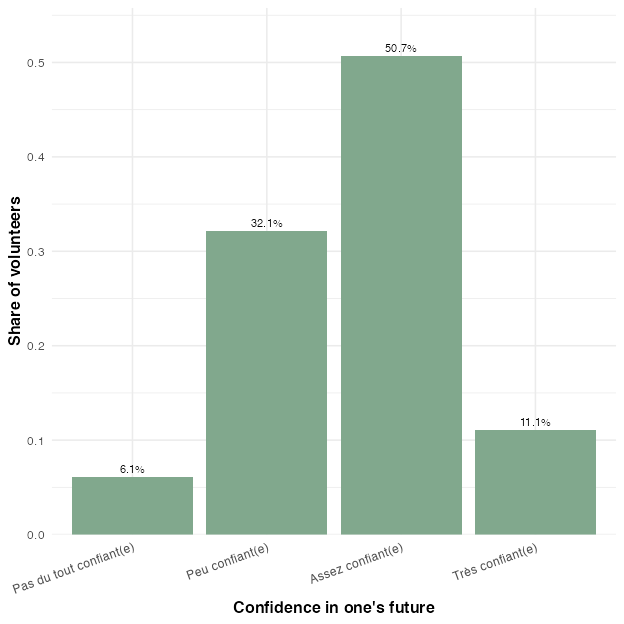 Share of volunteers
0.5
0.4
0.3
0.2
0.1
0.0
6.1%
32.1%
50.7%
11.1%
Pas du tout confiant(e)
Peu confiant(e)
Assez confiant(e)
Très confiant(e)
Confidence in one's future